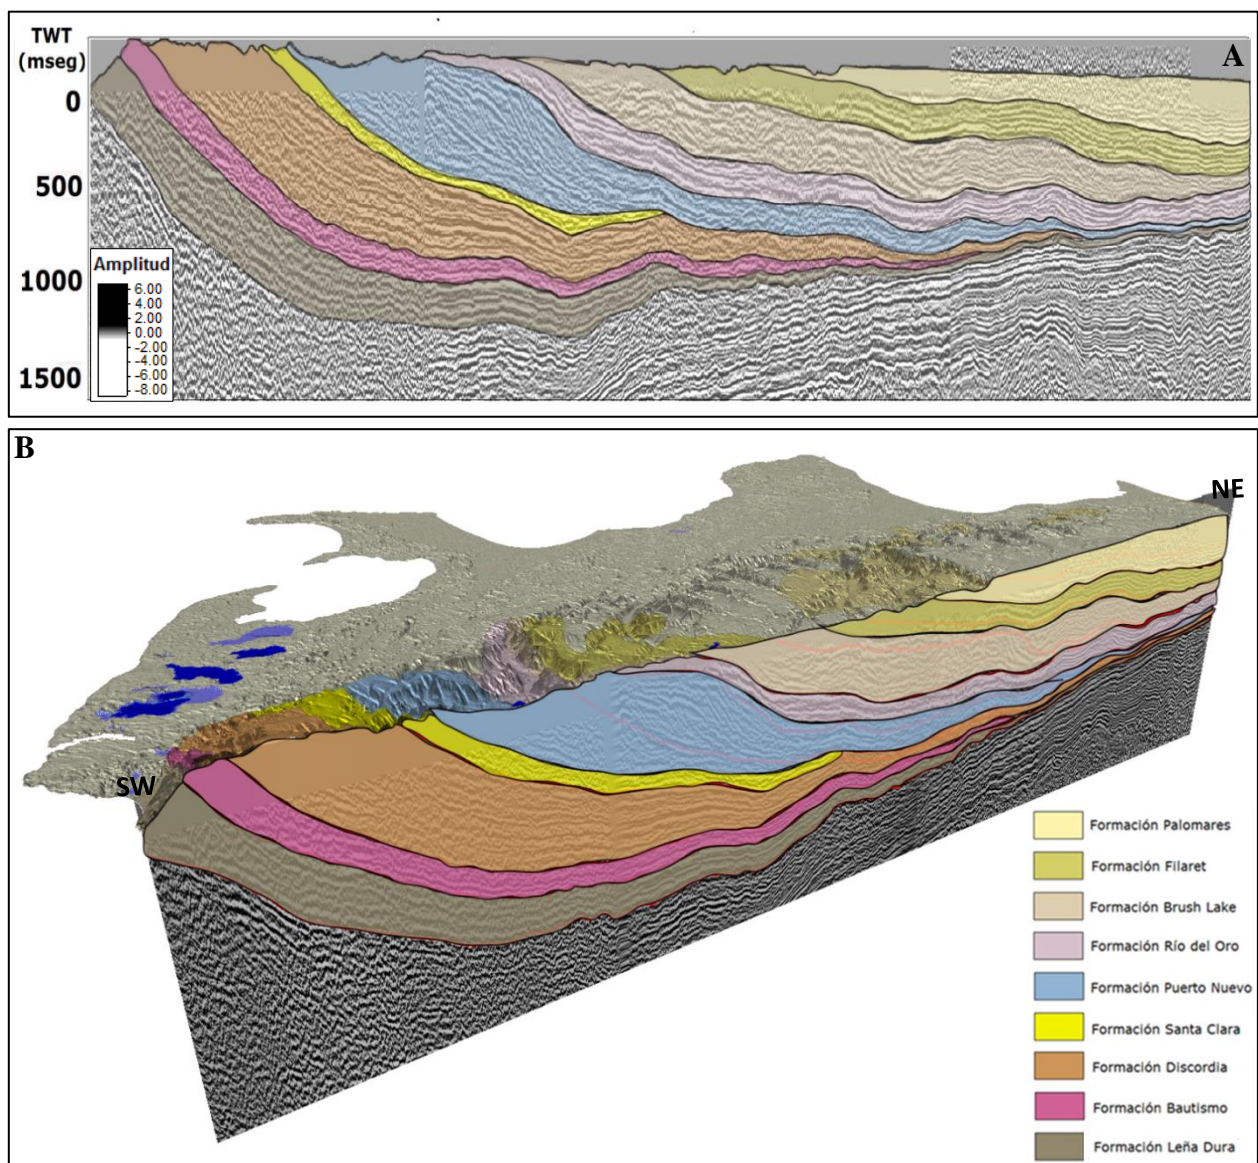 TWT
(mseg)
A
0
500
1000
1500
Amplitud
6.00
4.00
2.00
0.00
-2.00
-4.00
-6.00
-8.00
B
NE
SW
Formación Palomares
Formación Filaret
Formación Brush Lake
Formación Río del Oro
Formación Puerto Nuevo
Formación Santa Clara
Formación Discordia
Formación Bautismo
Formación Leña Dura